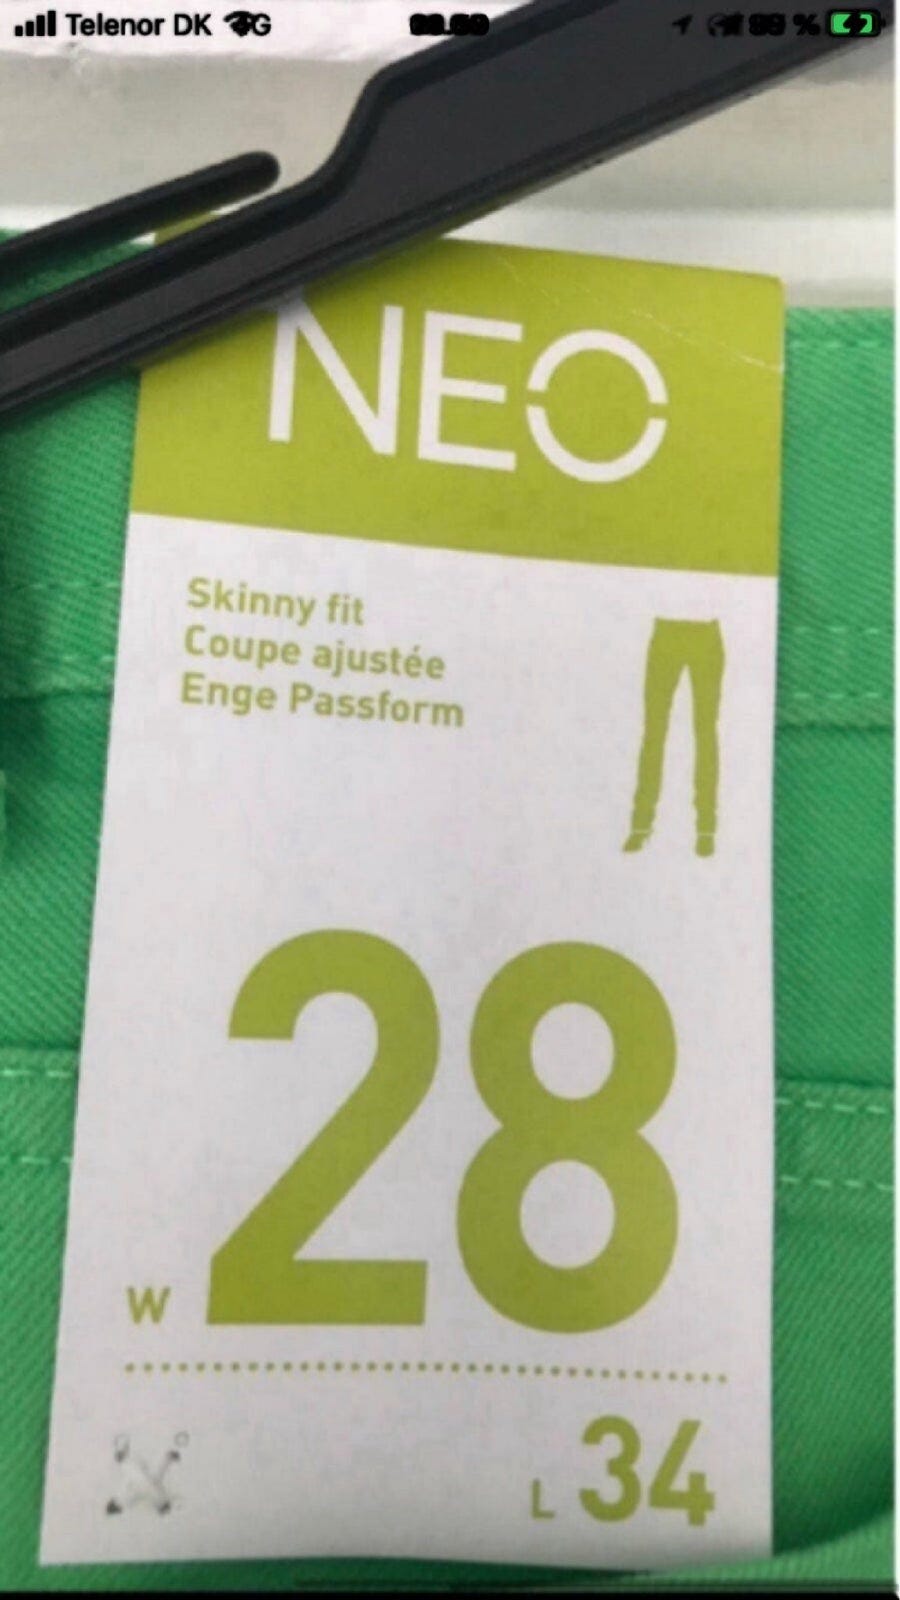 Telenor DK
%
NEO
Skinny fit
Coupe ajustée
Enge Passform
W 28
L 34